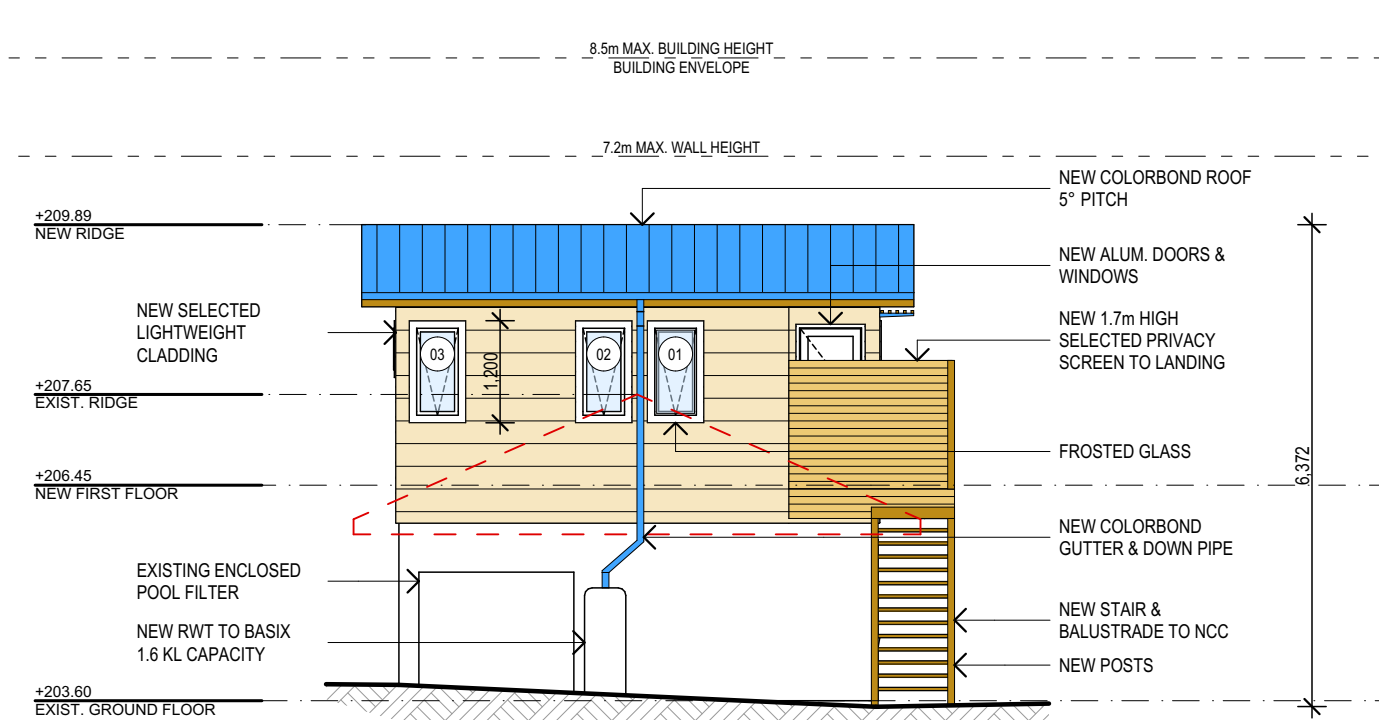 8.5m MAX. BUILDING HEIGHT
BUILDING ENVELOPE
7.2m MAX. WALL HEIGHT
+209.89
NEW RIDGE
NEW SELECTED
LIGHTWEIGHT
CLADDING
+207.65
EXIST. RIDGE
+206.45
NEW FIRST FLOOR
EXISTING ENCLOSED
POOL FILTER
NEW RWT TO BASIX
1.6 KL CAPACITY
+203.60
EXIST. GROUND FLOOR
03
1,200
02
01
NEW COLORBOND ROOF
5° PITCH
NEW ALUM. DOORS &
WINDOWS
NEW 1.7m HIGH
SELECTED PRIVACY
SCREEN TO LANDING
FROSTED GLASS
NEW COLORBOND
GUTTER & DOWN PIPE
NEW STAIR &
BALUSTRADE TO NCC
NEW POSTS
6,372